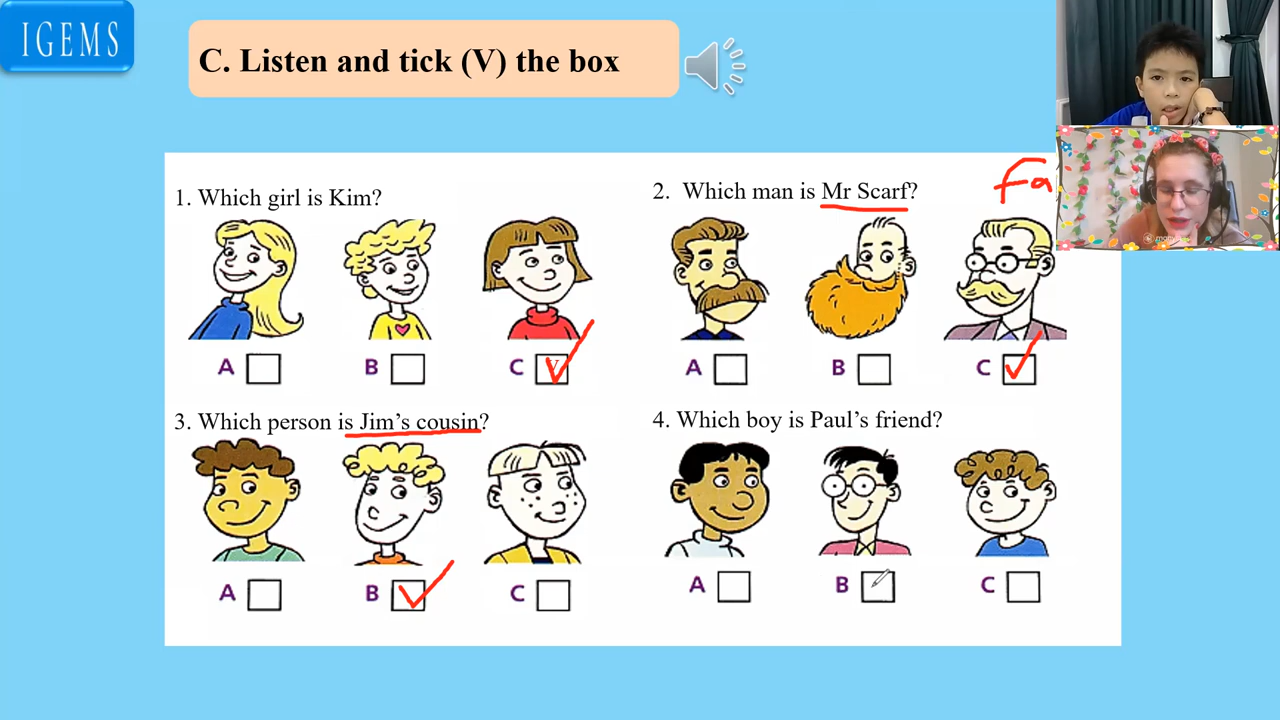 IGEMS
C. Listen and tick (V) the box
1. Which girl is Kim?
A
B
C V
2. Which man is Mr Scarf?
fa
A
B
C
3. Which person is Jim's cousin?
A
B
C
4. Which boy is Paul's friend?
A
B
C